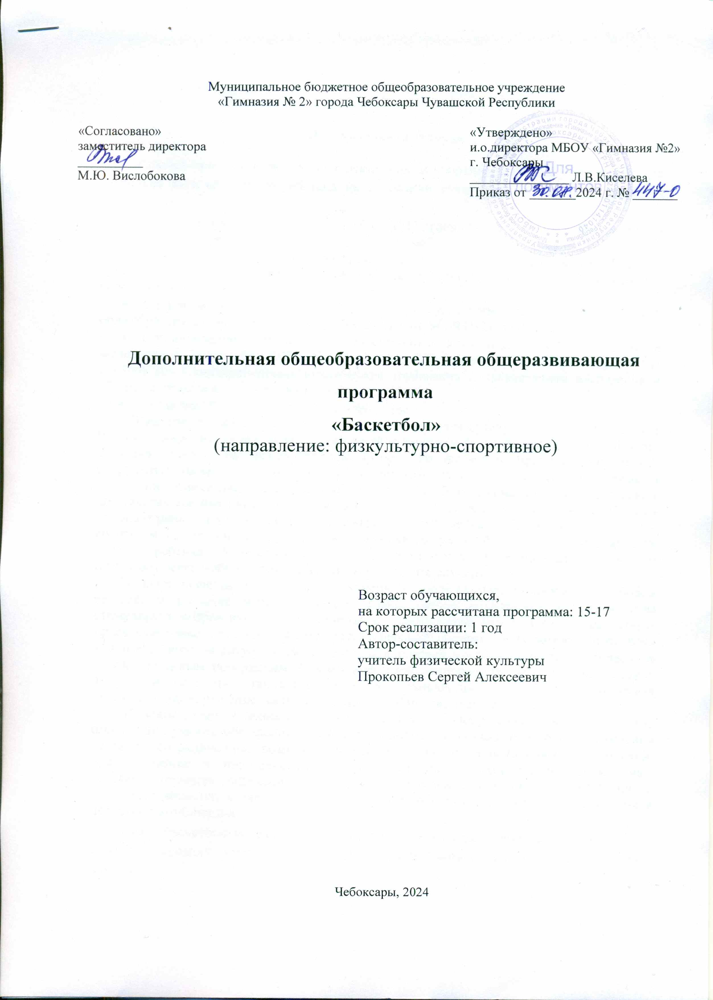 Муниципальное бюджетное общеобразовательное учреждение
«Гимназия № 2» города Чебоксары Чувашской Республики
«Согласовано»
заместитель директора
М.Ю. Вислобокова
«Утверждено»
и.о.директора МБОУ «Гимназия №2»
г. Чебоксары
Л.В.Киселева
Приказ от 30.08.2024 г. № 447-О
Для
документов
Дополнительная общеобразовательная общеразвивающая
программа
«Баскетбол»
(направление: физкультурно-спортивное)
Возраст обучающихся,
на которых рассчитана программа: 15-17
Срок реализации: 1 год
Автор-составитель:
учитель физической культуры
Прокопьев Сергей Алексеевич
Чебоксары, 2024